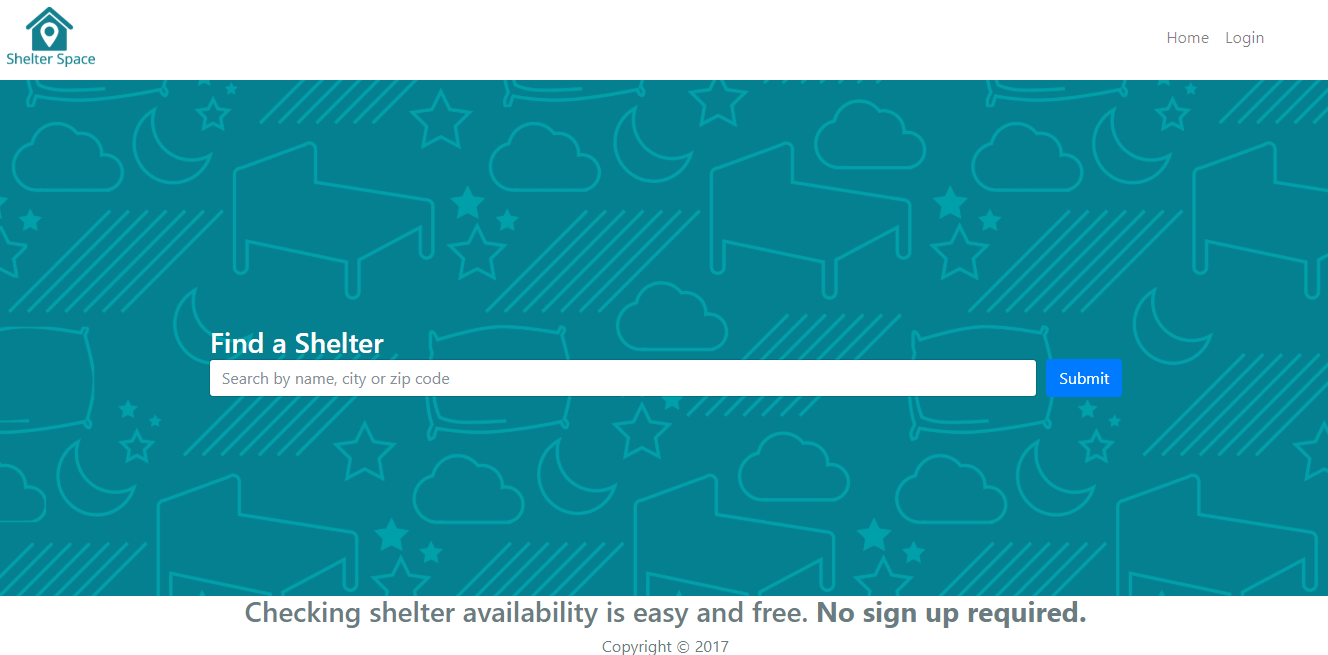 Shelter Space
Home Login
Find a Shelter
Search by name, city or zip code
Submit
Checking shelter availability is easy and free. No sign up required.
Copyright © 2017